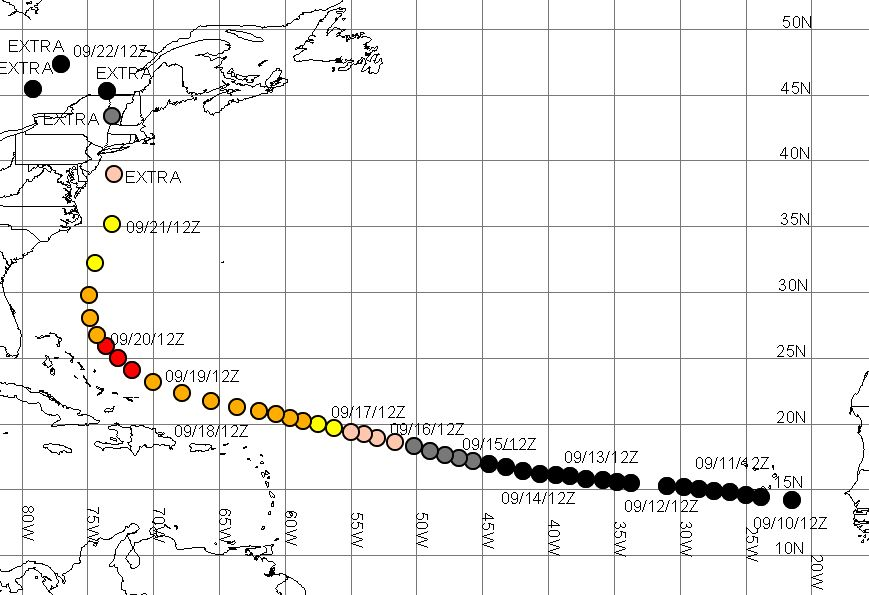 50N
EXTRA
09/22/12Z
EXTRA
EXTRA
45N
EXTRA
40N
EXTRA
35N
09/21/12Z
30N
09/20/12Z
25N
09/19/12Z
20N
09/17/12Z
09/18/12Z
09/16/12Z
09/15/12Z
09/13/12Z
09/11/12Z
15N
09/14/12Z
09/12/12Z
09/10/12Z
10N
80W
75W
70W
65W
60W
55W
50W
45W
40W
35W
30W
25W
20W